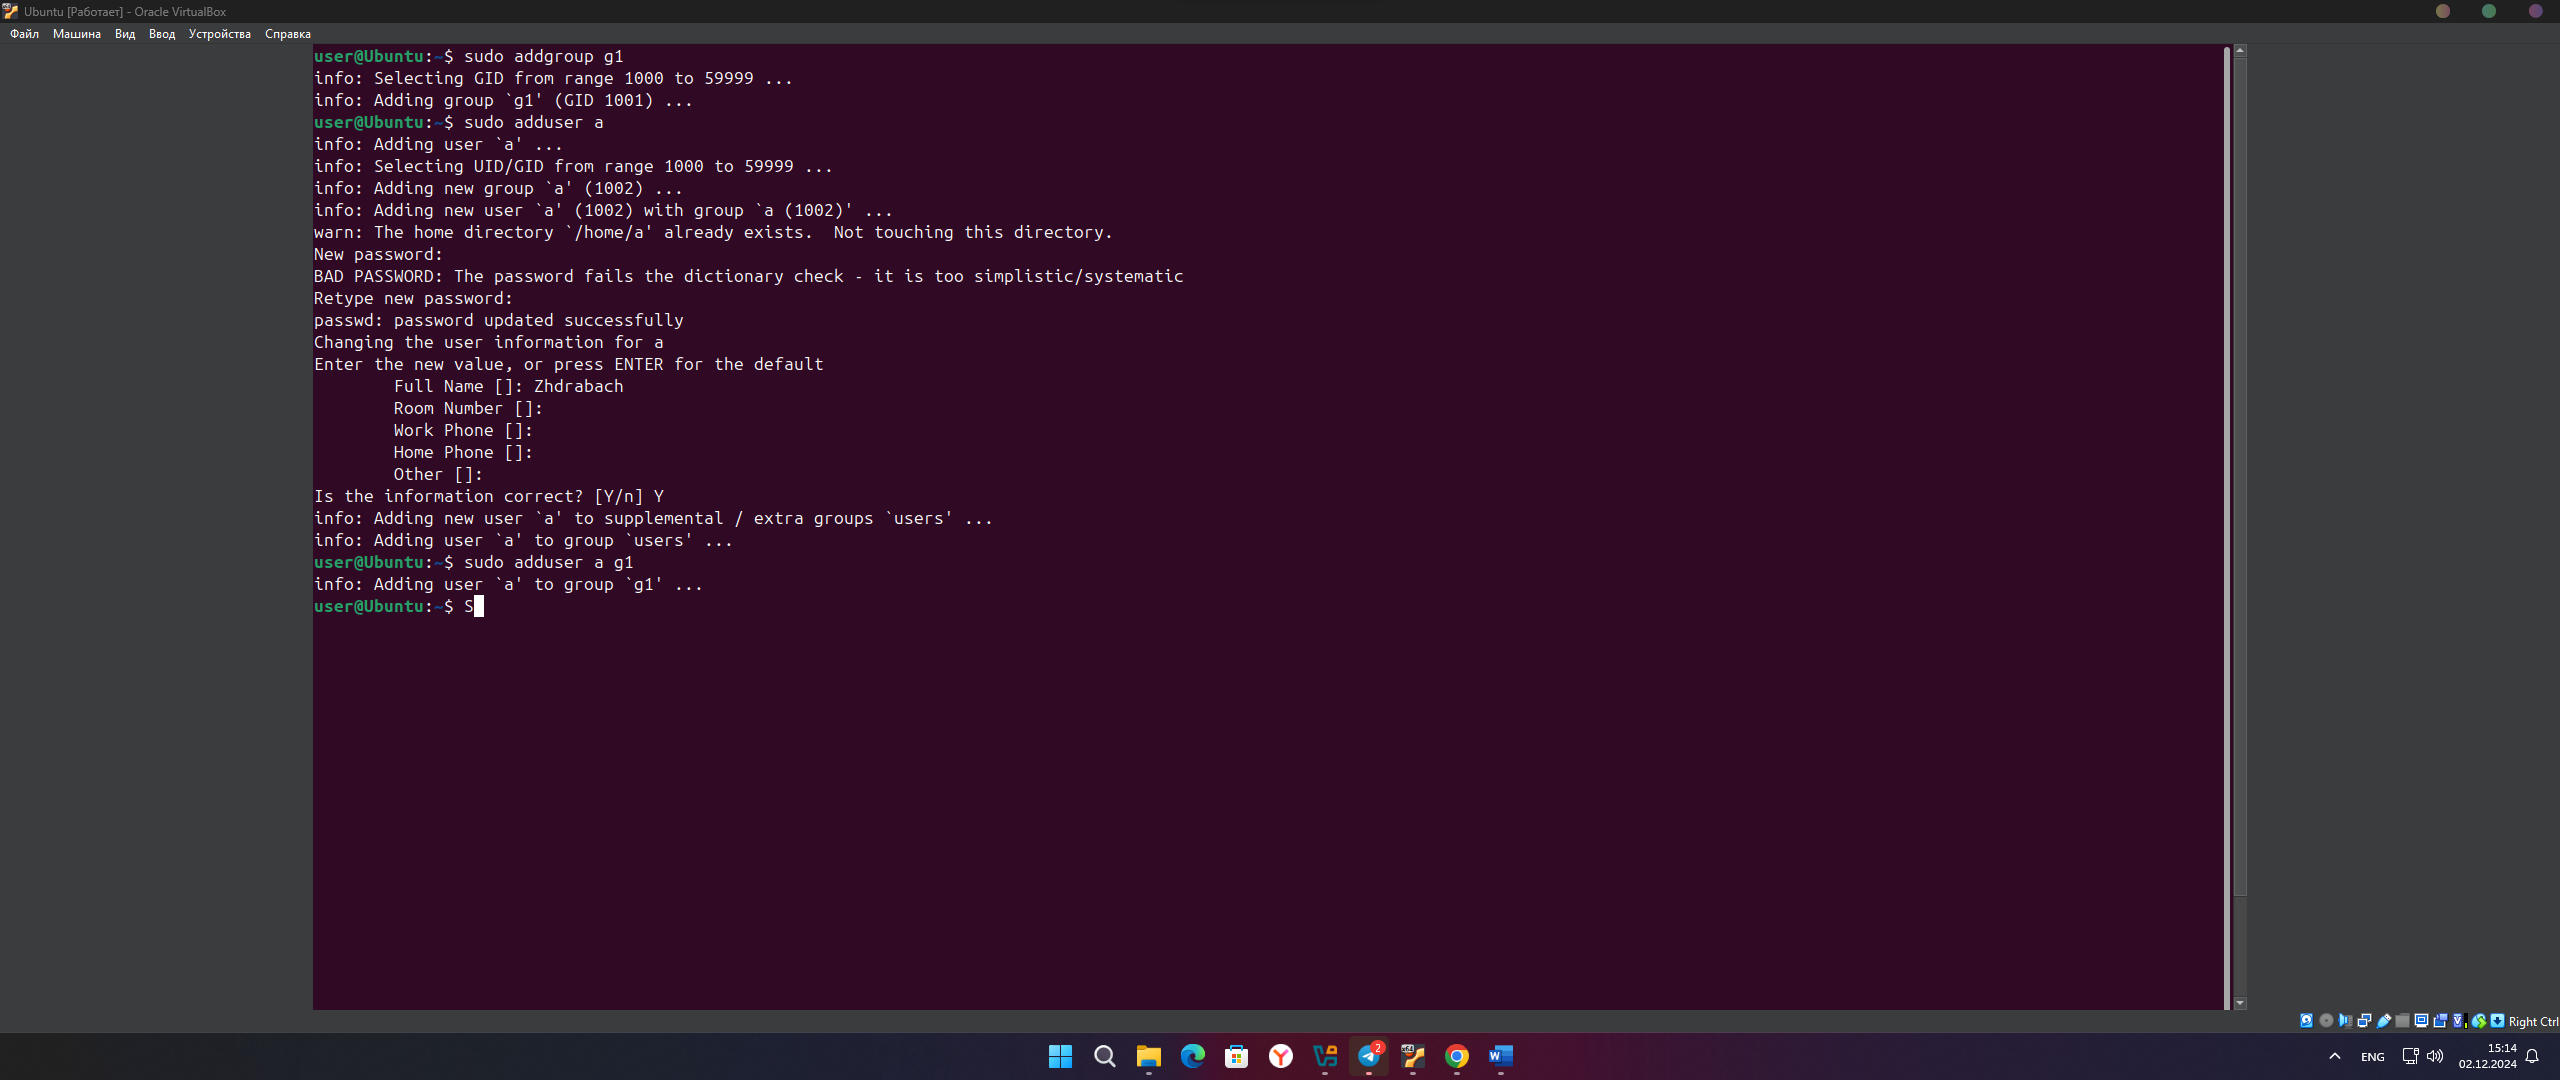 Ubuntu [Работает] - Oracle VirtualBox
Файл Машина Вид Ввод Устройства Справка
user@Ubuntu:~$ sudo addgroup g1
info: Selecting GID from range 1000 to 59999 ...
info: Adding group `g1' (GID 1001) ...
user@Ubuntu:~$ sudo adduser a
info: Adding user `a' ...
info: Selecting UID/GID from range 1000 to 59999 ...
info: Adding new group `a' (1002) ...
info: Adding new user `a' (1002) with group `a (1002)' ...
warn: The home directory `/home/a' already exists.  Not touching this directory.
New password:
BAD PASSWORD: The password fails the dictionary check - it is too simplistic/systematic
Retype new password:
passwd: password updated successfully
Changing the user information for a
Enter the new value, or press ENTER for the default
        Full Name []: Zhdrabach
        Room Number []:
        Work Phone []:
        Home Phone []:
        Other []:
Is the information correct? [Y/n] Y
info: Adding new user `a' to supplemental / extra groups `users' ...
info: Adding user `a' to group `users' ...
user@Ubuntu:~$ sudo adduser a g1
info: Adding user `a' to group `g1' ...
user@Ubuntu:~$ S
Right Ctrl
2
ENG
15:14
02.12.2024